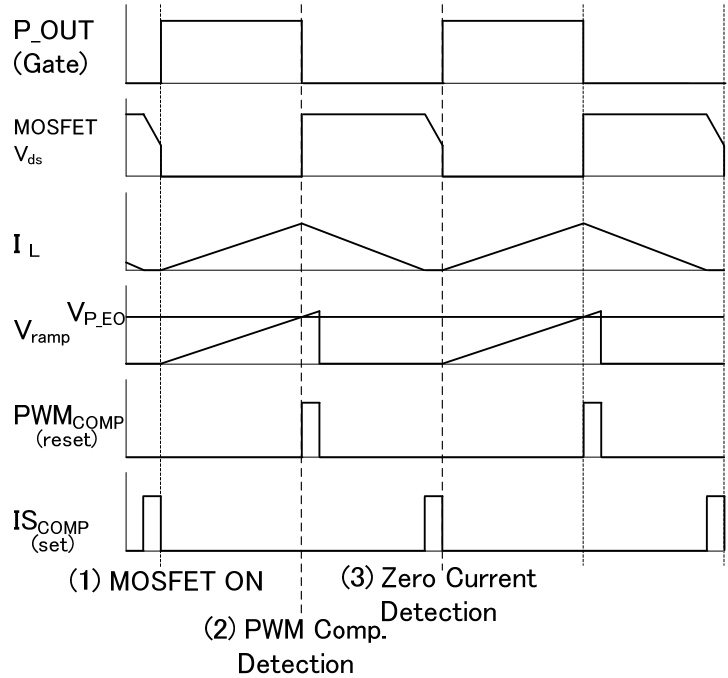 P_OUT
(Gate)
MOSFET
Vds
I L
VP_EO
Vramp
PWMCOMP
(reset)
ISCOMP
(set)
(1) MOSFET ON
(3) Zero Current
Detection
(2) PWM Comp.
Detection